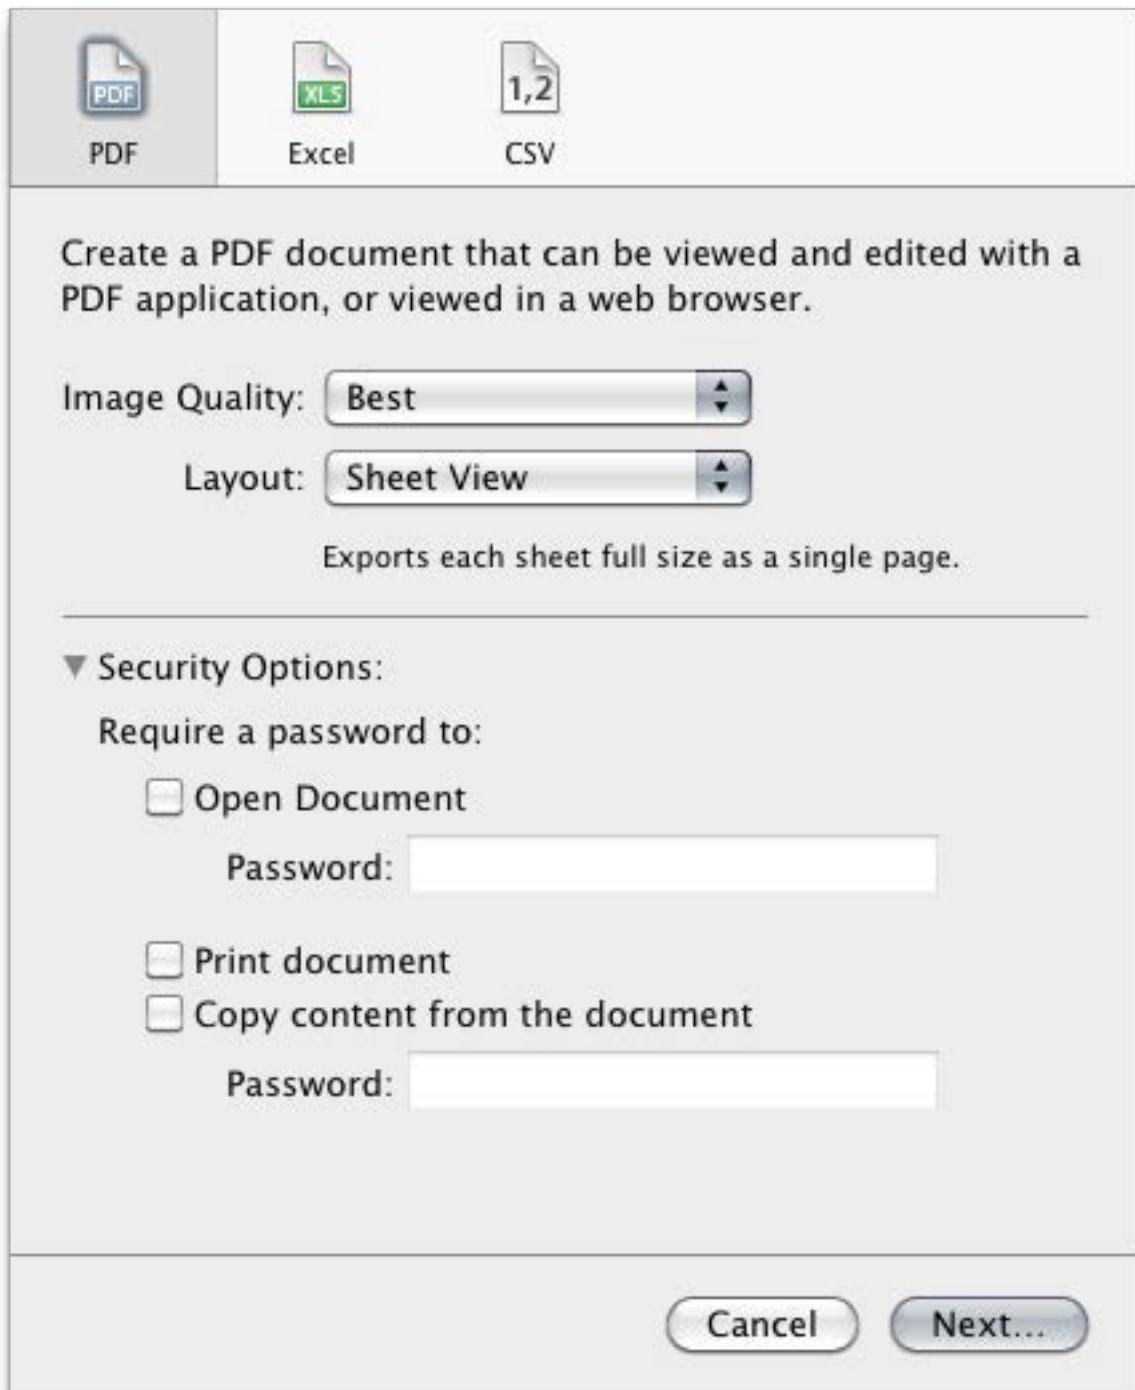 PDF
XLS
1,2
PDF
Excel
CSV
Create a PDF document that can be viewed and edited with a
PDF application, or viewed in a web browser.
Image Quality: Best
Layout: Sheet View
Exports each sheet full size as a single page.
Security Options:
Require a password to:
Open Document
Password:
Print document
Copy content from the document
Password:
Cancel
Next...